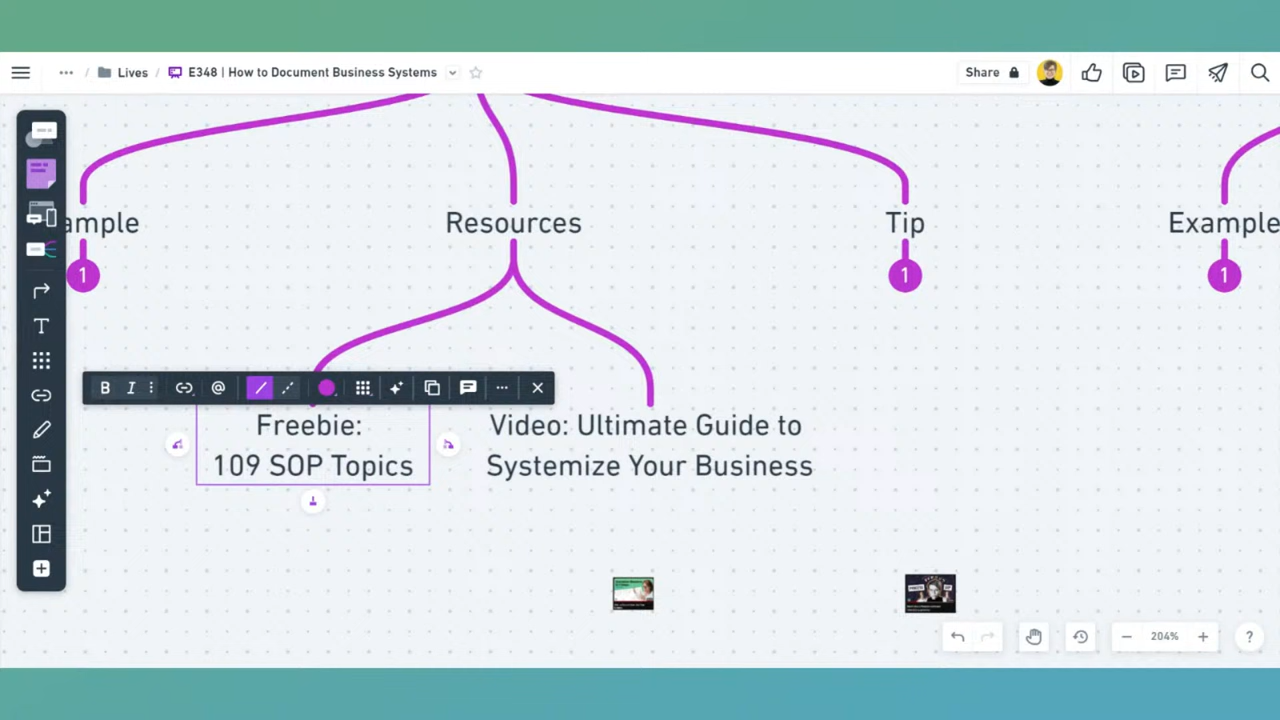 Lives / E348 | How to Document Business Systems
Share
ample
Resources
Tip
Example
1
1
1
B I @
Freebie:
109 SOP Topics
Video: Ultimate Guide to
Systemize Your Business
T
204%
?